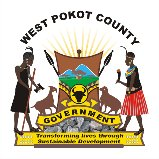 WEST POKOT COUNTY
GOVERNMENT
Transforming lives through
Sustainable Development